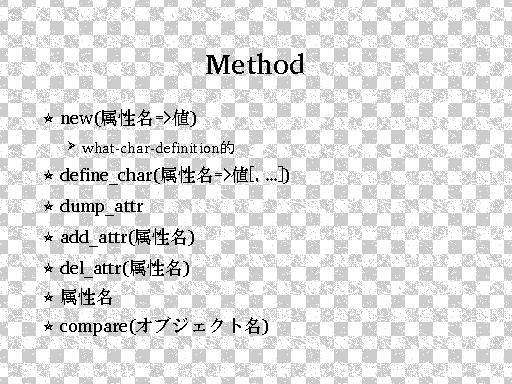 Method
new(属性名=>値)
what-char-definition的
define_char(属性名=>値[, ...])
dump_attr
add_attr(属性名)
del_attr(属性名)
属性名
compare(オブジェクト名)